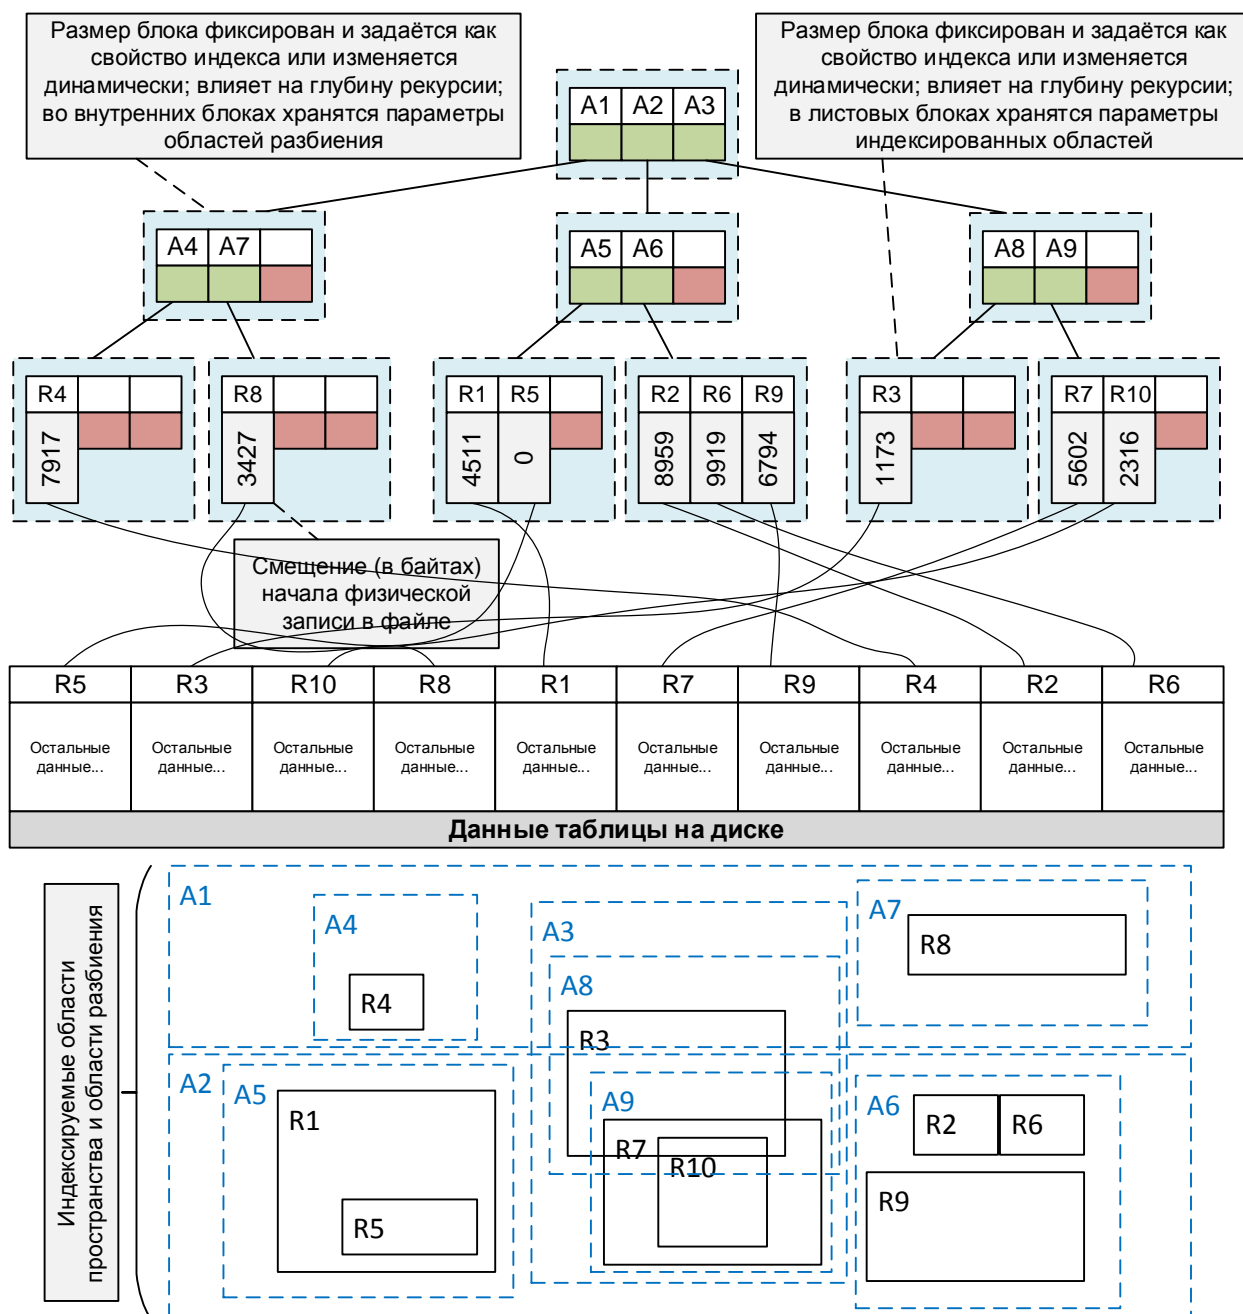 Размер блока фиксирован и задаётся как
свойство индекса или изменяется
динамически; влияет на глубину рекурсии;
во внутренних блоках хранятся параметры
областей разбиения
Размер блока фиксирован и задаётся как
свойство индекса или изменяется
динамически; влияет на глубину рекурсии;
в листовых блоках хранятся параметры
индексированных областей
A1 A2 A3
A4 A7
A5 A6
A8 A9
R4
R8
R1 R5
R2 R6 R9
R3
R7 R10
7917
3427
4511 0
8959 9919 6794
1173
5602 2316
Смещение (в байтах)
начала физической
записи в файле
R5 R3 R10 R8 R1 R7 R9 R4 R2 R6
Остальные Остальные Остальные Остальные Остальные Остальные Остальные Остальные Остальные Остальные
данные... данные... данные... данные... данные... данные... данные... данные... данные... данные...
Данные таблицы на диске
Индексируемые области
пространства и области разбиения
A1
A4
A3
A7
R8
A8
R4
R3
A2
A5
A9
A6
R1
R2
R6
R7
R10
R9
R5